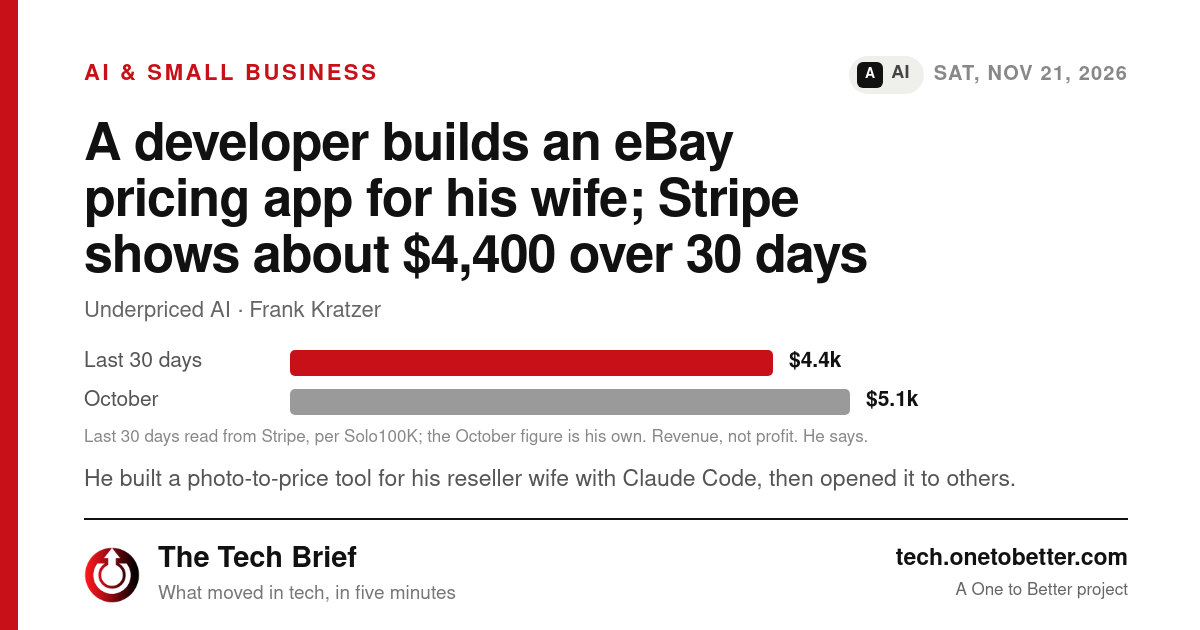 AI & SMALL BUSINESS
A AI SAT, NOV 21, 2026
A developer builds an eBay
pricing app for his wife; Stripe
shows about $4,400 over 30 days
Underpriced AI · Frank Kratzer
Last 30 days $4.4k
October $5.1k
Last 30 days read from Stripe, per Solo100K; the October figure is his own. Revenue, not profit. He says.
He built a photo-to-price tool for his reseller wife with Claude Code, then opened it to others.
The Tech Brief
What moved in tech, in five minutes
tech.onetobetter.com
A One to Better project